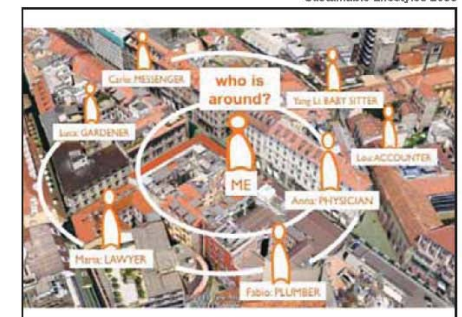 Carlo: MESSENGER
who is
around?
Yang Li: BABY SITTER
Luca: GARDENER
Lea: ACCOUNTER
ME
Anna: PHYSICIAN
Maria: LAWYER
Fabio: PLUMBER